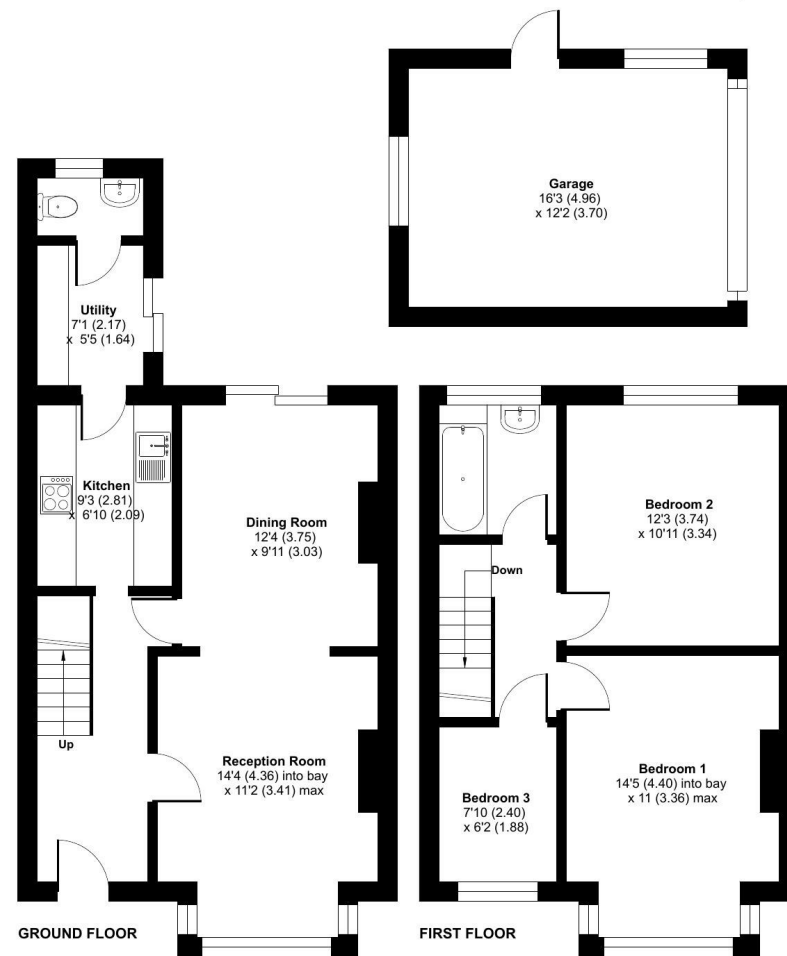 Garage
16'3 (4.96)
x 12'2 (3.70)
Utility
7'1 (2.17)
x 5'5 (1.64)
Kitchen
9'3 (2.81)
x 6'10 (2.09)
Dining Room
12'4 (3.75)
x 9'11 (3.03)
Up
Reception Room
14'4 (4.36) into bay
x 11'2 (3.41) max
GROUND FLOOR
Bedroom 2
12'3 (3.74)
x 10'11 (3.34)
Down
Bedroom 1
14'5 (4.40) into bay
x 11 (3.36) max
Bedroom 3
7'10 (2.40)
x 6'2 (1.88)
FIRST FLOOR